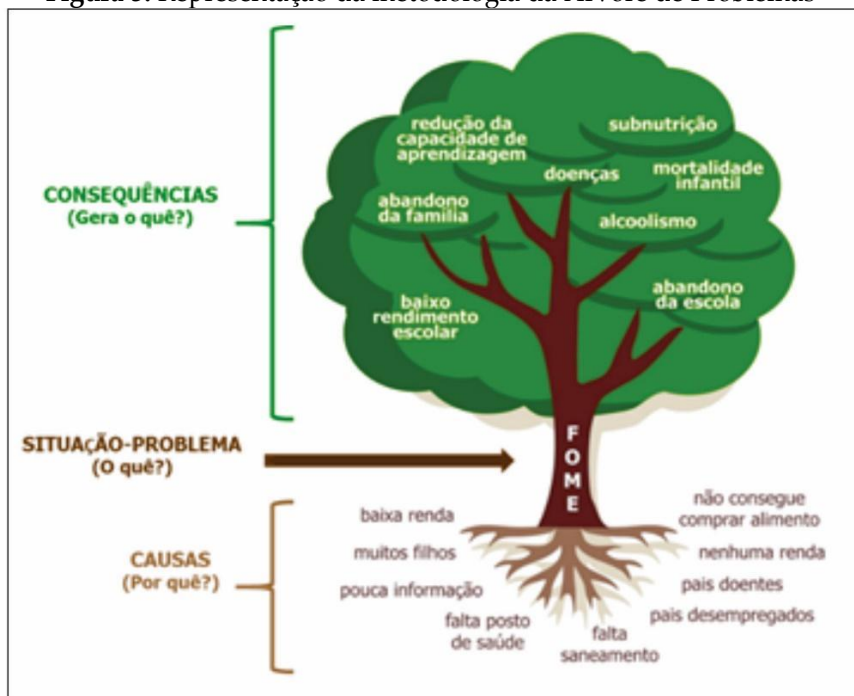 redução da
capacidade de
aprendizagem
subnutrição
doenças
mortalidade
infantil
CONSEQUÊNCIAS
(Gera o quê?)
abandono
da família
alcoolismo
abandono
da escola
baixo
rendimento
escolar
SITUAÇÃO-PROBLEMA
(O quê?)
FOME
CAUSAS
(Por quê?)
baixa renda
não consegue
comprar alimento
muitos filhos
nenhuma renda
pouca informação
pais doentes
falta posto
de saúde
falta
saneamento
pais desempregados